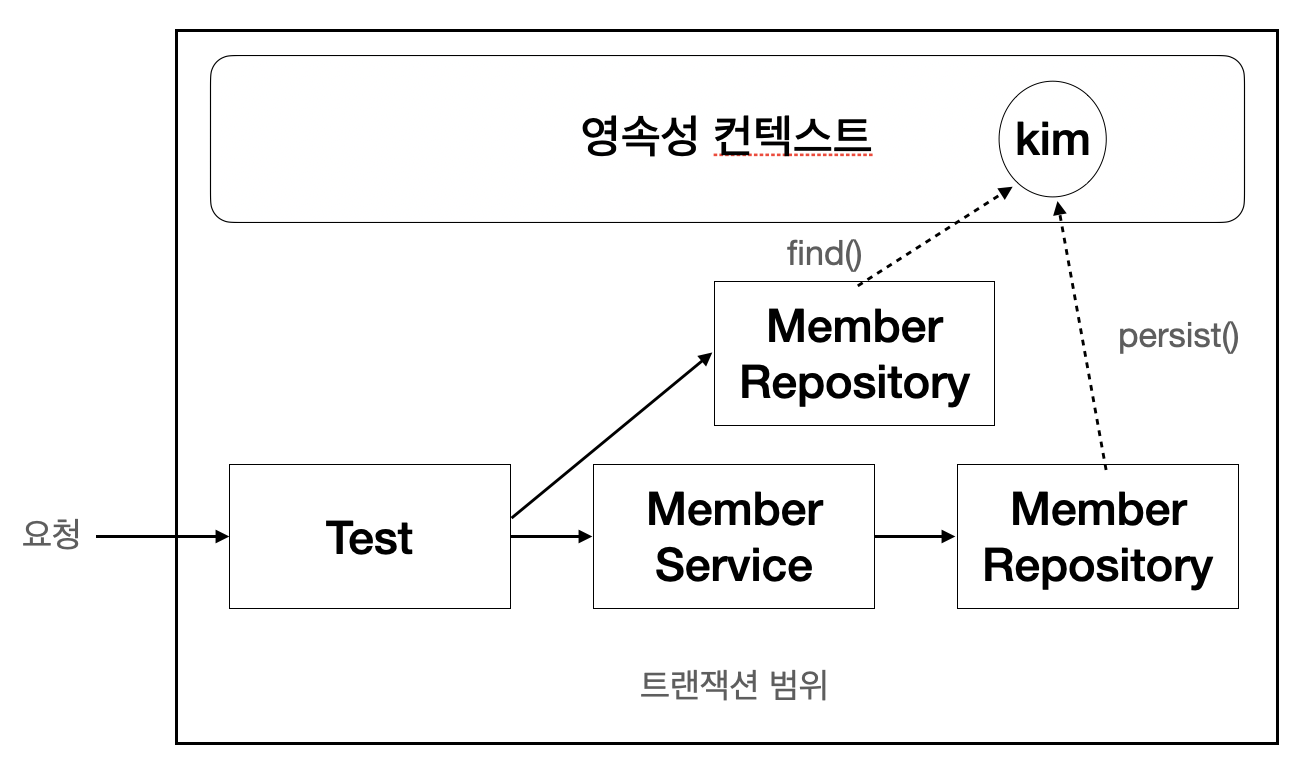 영속성 컨텍스트
kim
find()
Member
Repository
persist()
요청
Test
Member
Service
Member
Repository
트랜잭션 범위